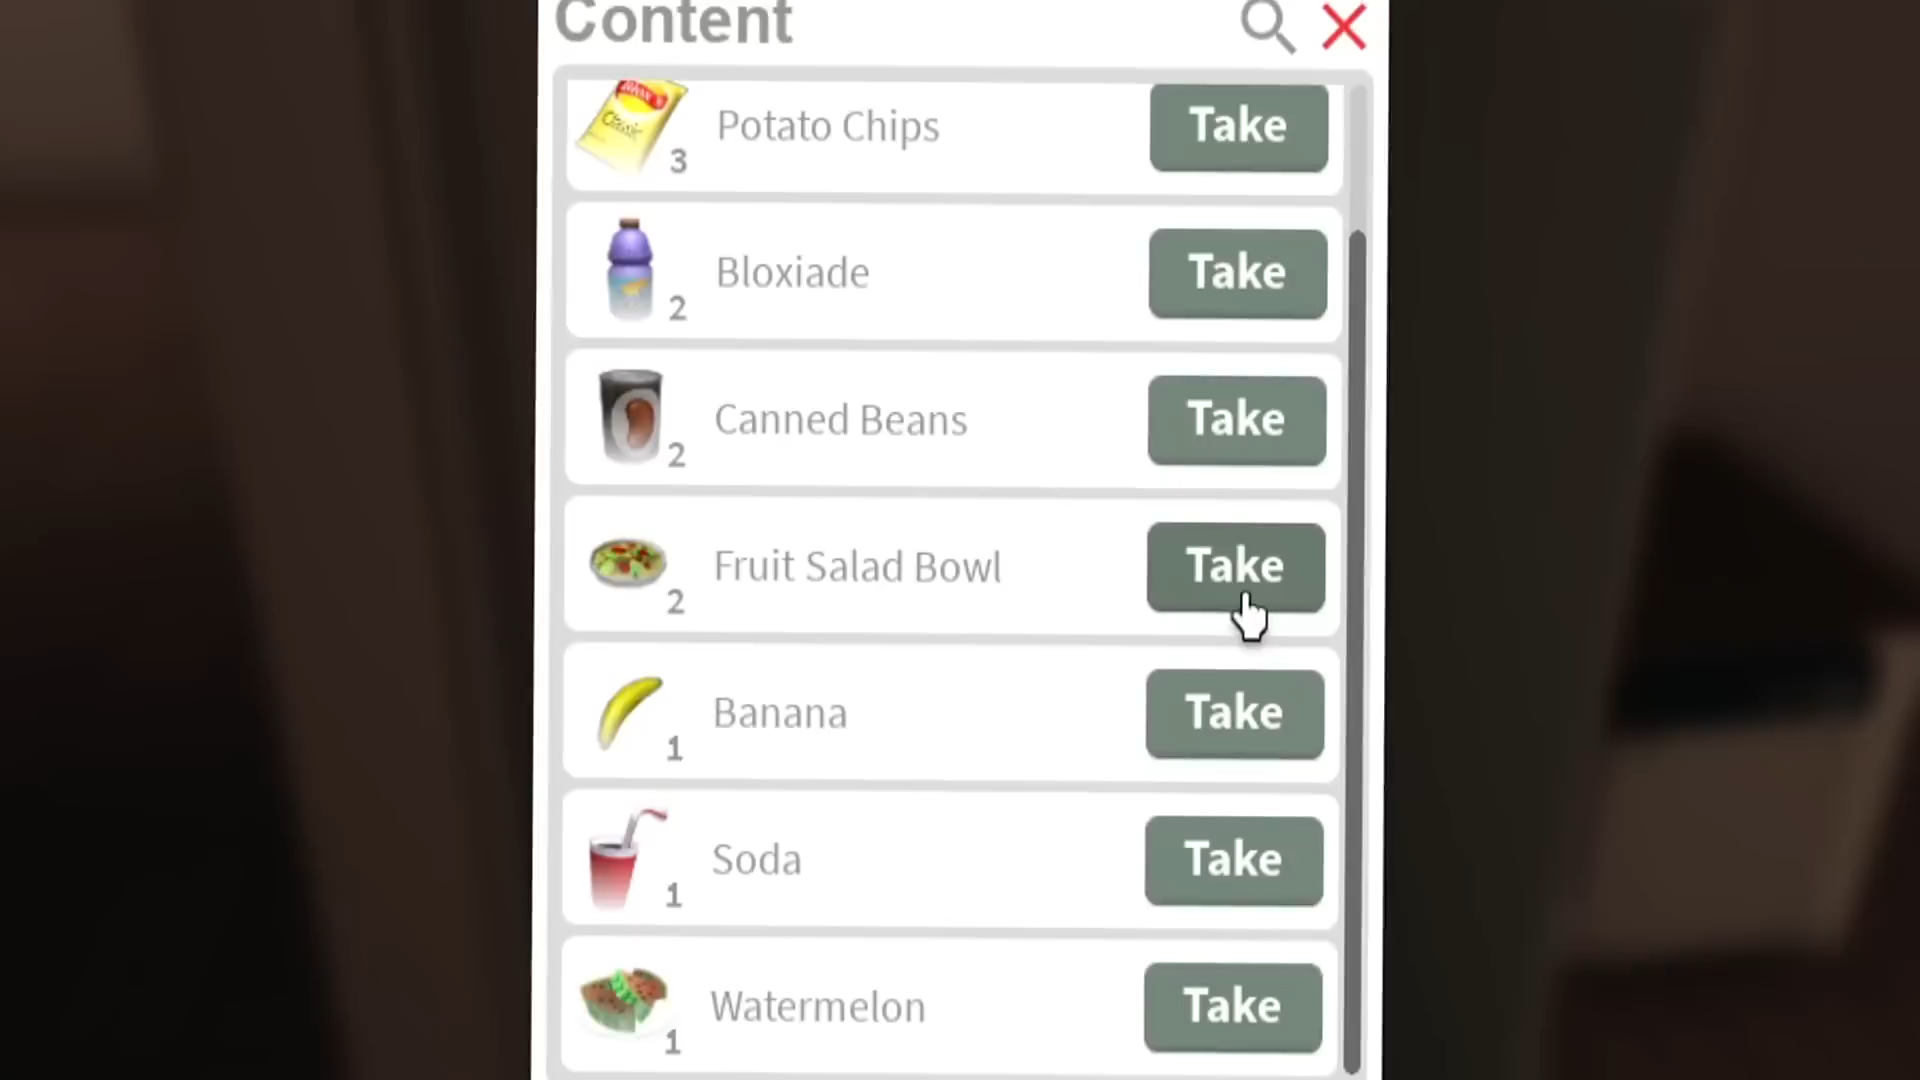 Content
Classic
3
Potato Chips
Take
2
Bloxiade
Take
2
Canned Beans
Take
2
Fruit Salad Bowl
Take
1
Banana
Take
1
Soda
Take
1
Watermelon
Take